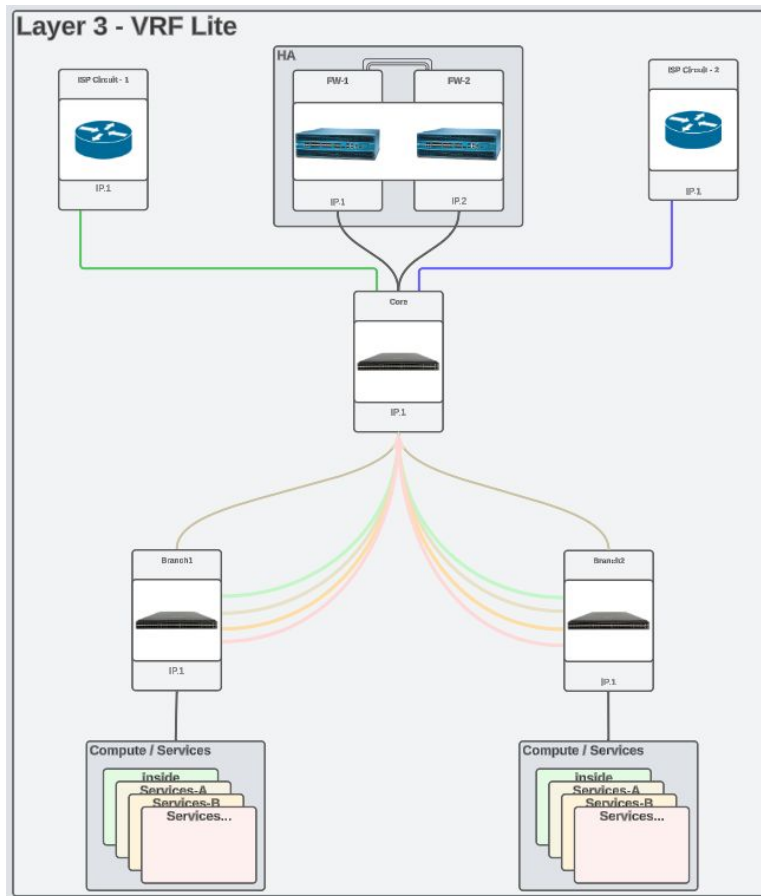 Layer 3 - VRF Lite
HA
ISP Circuit - 1
FW-1
FW-2
ISP Circuit - 2
IP.1
IP.1
IP.2
IP.1
Core
IP.1
Branch1
Branch2
IP.1
IP.1
Compute / Services
inside
Services-A
Services-B
Services...
Compute / Services
inside
Services-A
Services-B
Services...